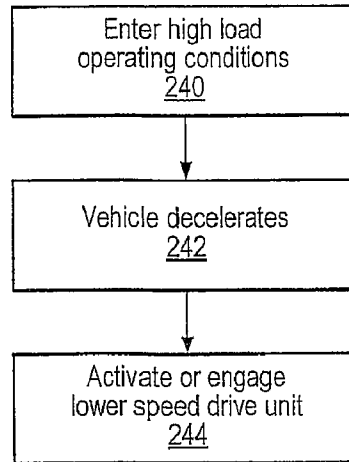 Enter high load
operating conditions
240
Vehicle decelerates
242
Activate or engage
lower speed drive unit
244